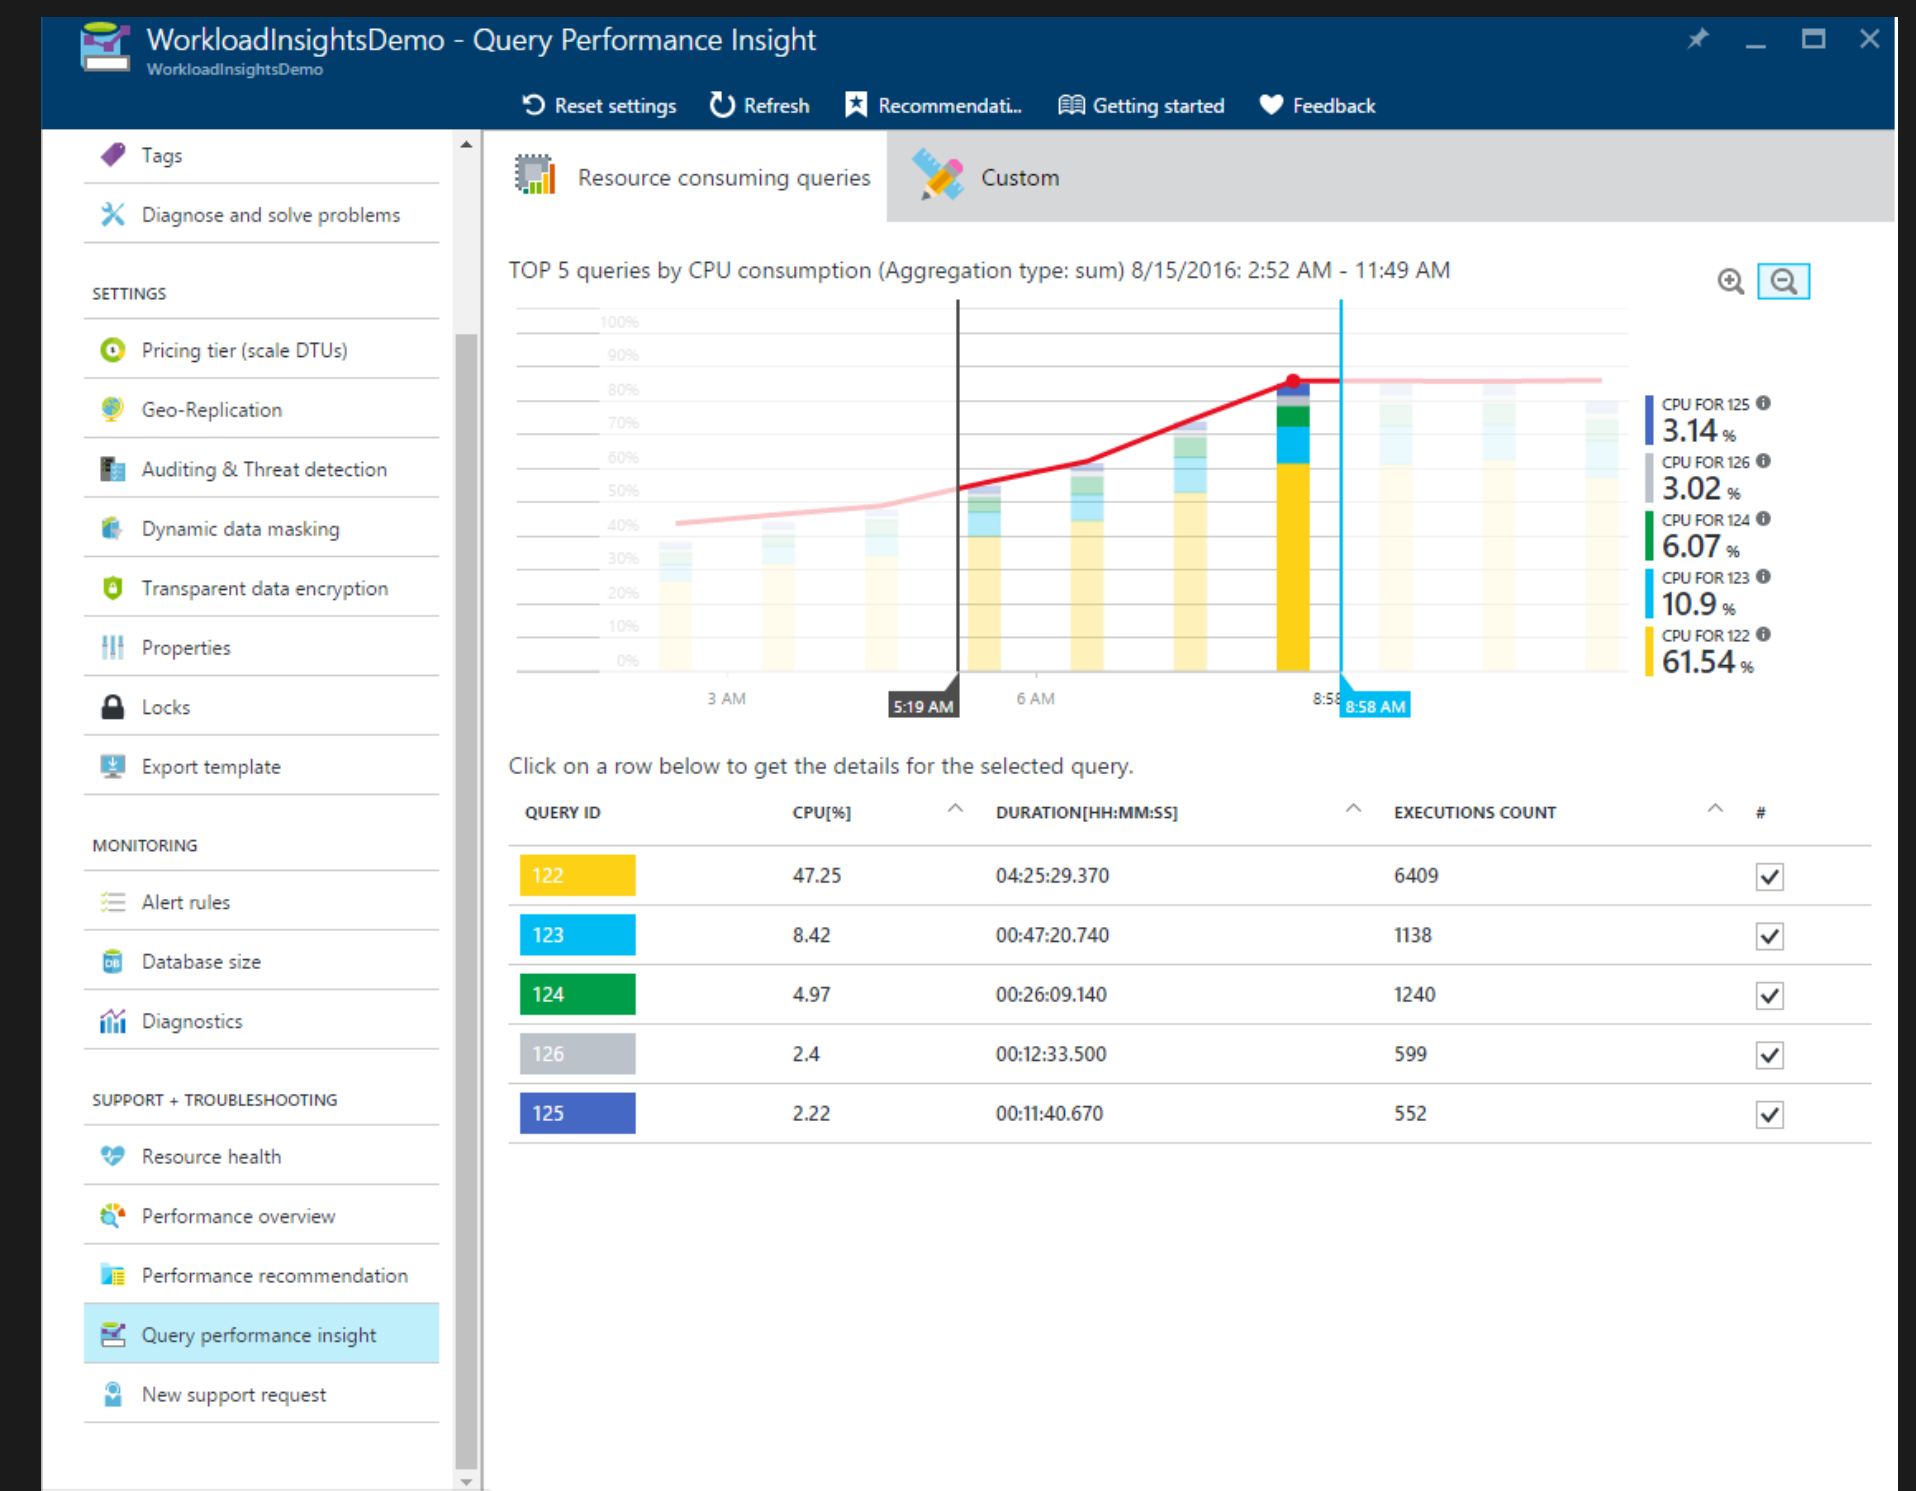 WorkloadInsightsDemo - Query Performance Insight
WorkloadInsightsDemo
Reset settings Refresh Recommendati... Getting started Feedback
Tags
Diagnose and solve problems
SETTINGS
Pricing tier (scale DTUs)
Geo-Replication
Auditing & Threat detection
Dynamic data masking
Transparent data encryption
Properties
Locks
Export template
MONITORING
Alert rules
Database size
DB
Diagnostics
SUPPORT + TROUBLESHOOTING
Resource health
Performance overview
Performance recommendation
Query performance insight
New support request
Resource consuming queries Custom
TOP 5 queries by CPU consumption (Aggregation type: sum) 8/15/2016: 2:52 AM - 11:49 AM
100%
90%
80%
70%
60%
50%
40%
30%
20%
10%
0%
3 AM 5:19 AM 6 AM 8:58 8:58 AM
CPU FOR 125
3.14 %
CPU FOR 126
3.02 %
CPU FOR 124
6.07 %
CPU FOR 123
10.9 %
CPU FOR 122
61.54 %
Click on a row below to get the details for the selected query.
QUERY ID CPU[%] DURATION[HH:MM:SS] EXECUTIONS COUNT #
122 47.25 04:25:29.370 6409
123 8.42 00:47:20.740 1138
124 4.97 00:26:09.140 1240
126 2.4 00:12:33.500 599
125 2.22 00:11:40.670 552